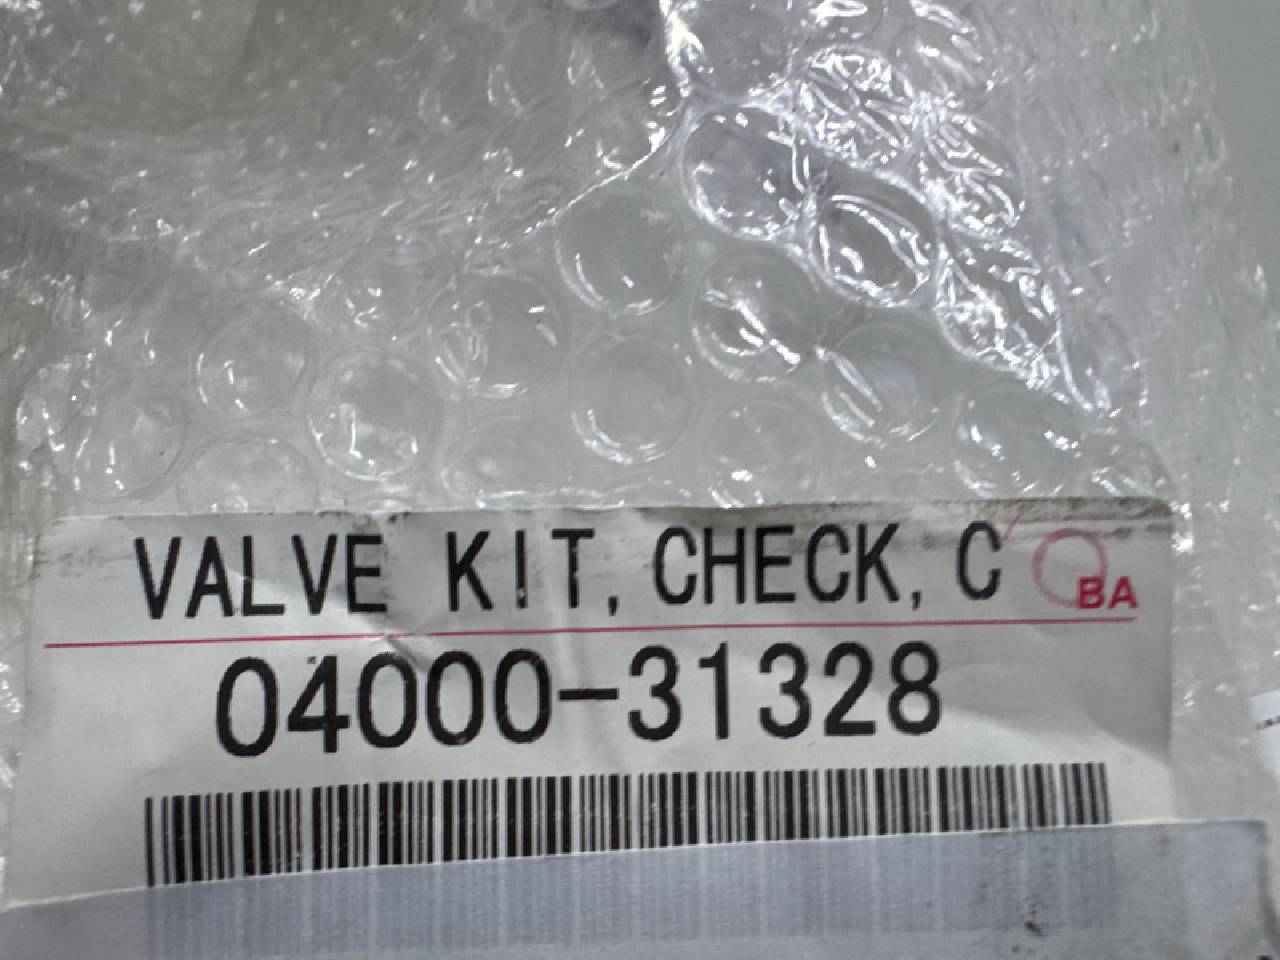 VALVE KIT, CHECK, C
BA
04000-31328